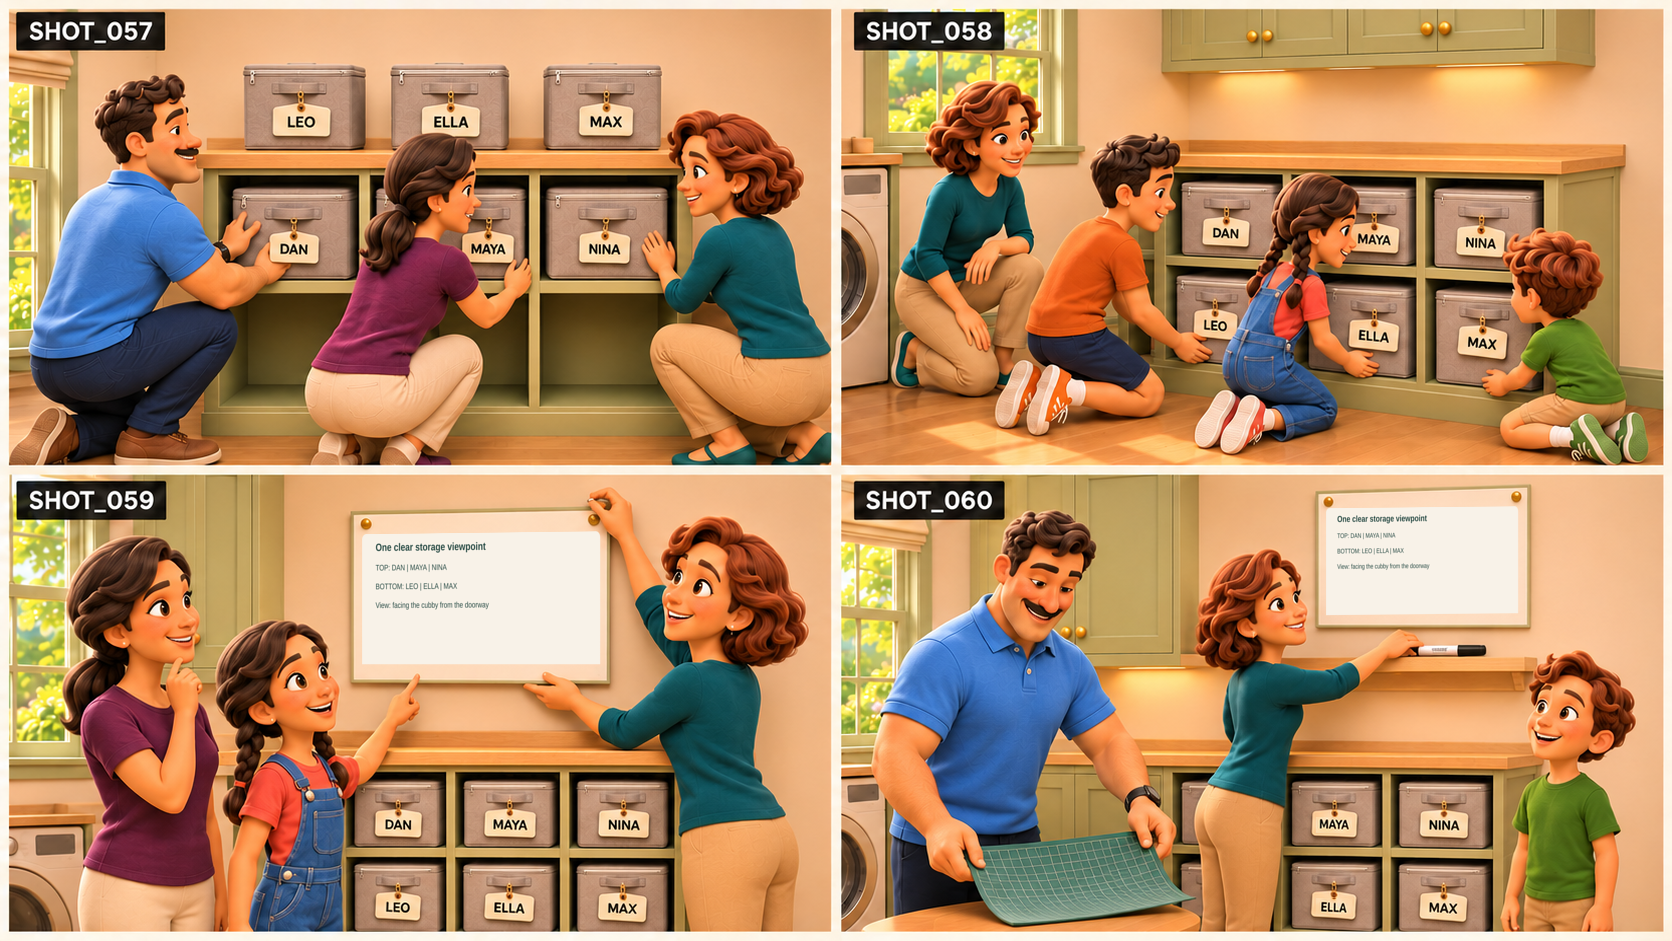 SHOT_057
LEO
ELLA
MAX
DAN
MAYA
NINA
SHOT_058
DAN
MAYA
NINA
LEO
ELLA
MAX
SHOT_059
One clear storage viewpoint
TOP: DAN | MAYA | NINA
BOTTOM: LEO | ELLA | MAX
View: facing the cubby from the doorway
DAN
MAYA
NINA
LEO
ELLA
MAX
SHOT_060
One clear storage viewpoint
TOP: DAN | MAYA | NINA
BOTTOM: LEO | ELLA | MAX
View: facing the cubby from the doorway
MAYA
NINA
ELLA
MAX